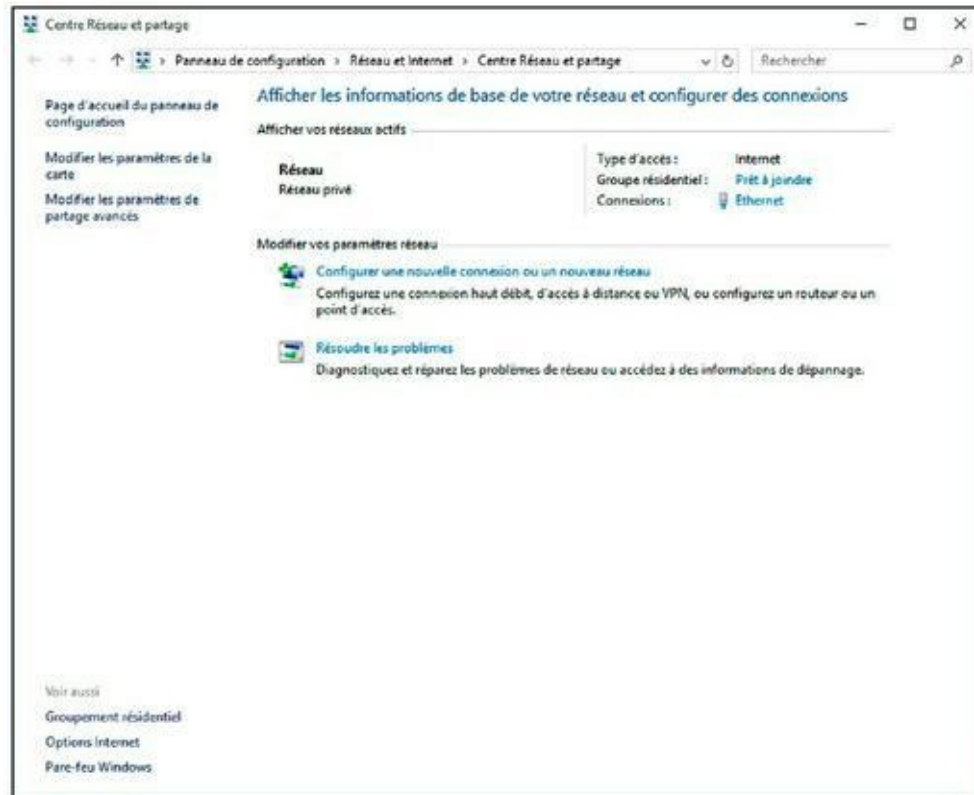 Centre Réseau et partage
Panneau de configuration > Réseau et Internet > Centre Réseau et partage
Rechercher
Page d'accueil du panneau de
configuration
Modifier les paramètres de la
carte
Modifier les paramètres de
partage avancés
Afficher les informations de base de votre réseau et configurer des connexions
Afficher vos réseaux actifs
Réseau
Réseau privé
Type d'accès : Internet
Groupe résidentiel : Prêt à joindre
Connexions : Ethernet
Modifier vos paramètres réseau
Configurer une nouvelle connexion ou un nouveau réseau
Configurez une connexion haut débit, d'accès à distance ou VPN, ou configurez un routeur ou un
point d'accès.
Résoudre les problèmes
Diagnostiquez et réparez les problèmes de réseau ou accédez à des informations de dépannage.
Voir aussi
Groupement résidentiel
Options Internet
Pare-feu Windows